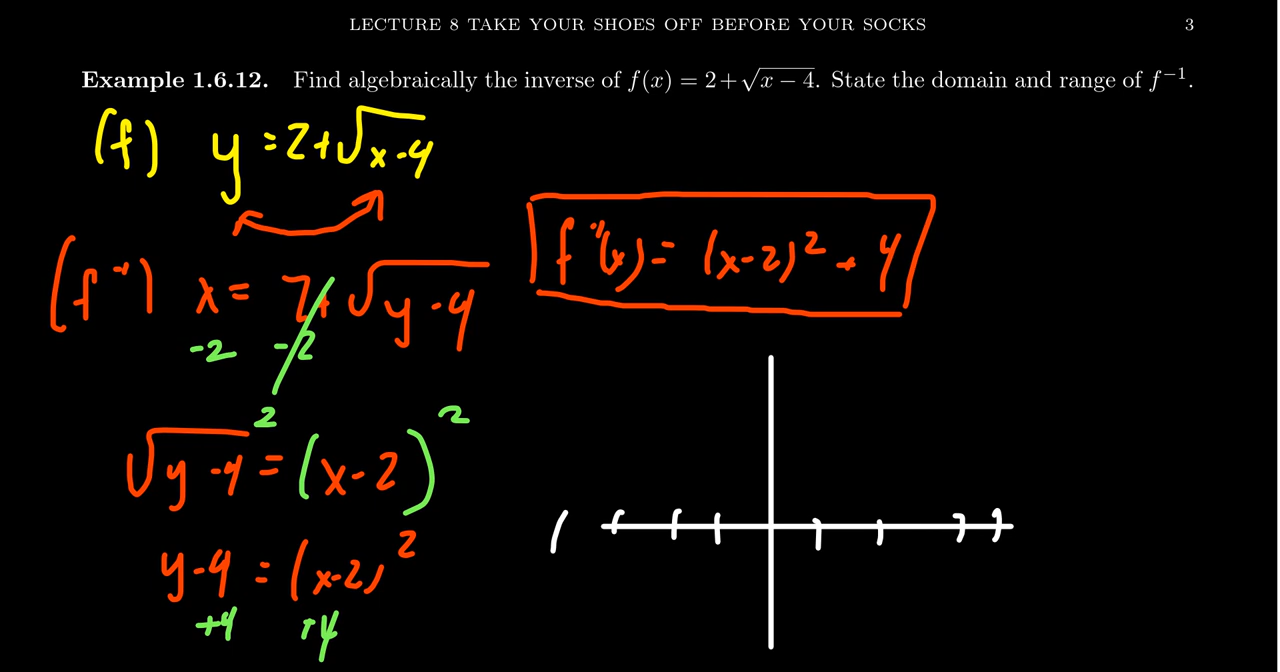 LECTURE 8 TAKE YOUR SHOES OFF BEFORE YOUR SOCKS 3
Example 1.6.12. Find algebraically the inverse of f(x) = 2+√(x − 4). State the domain and range of f⁻¹.
(f) y = 2+√(x-4)
(f⁻¹) x = 2+√(y-4)
-2 -2
√(y-4)² = (x-2)²
y-4 = (x-2)²
+4 +4
f⁻¹(x) = (x-2)² + 4